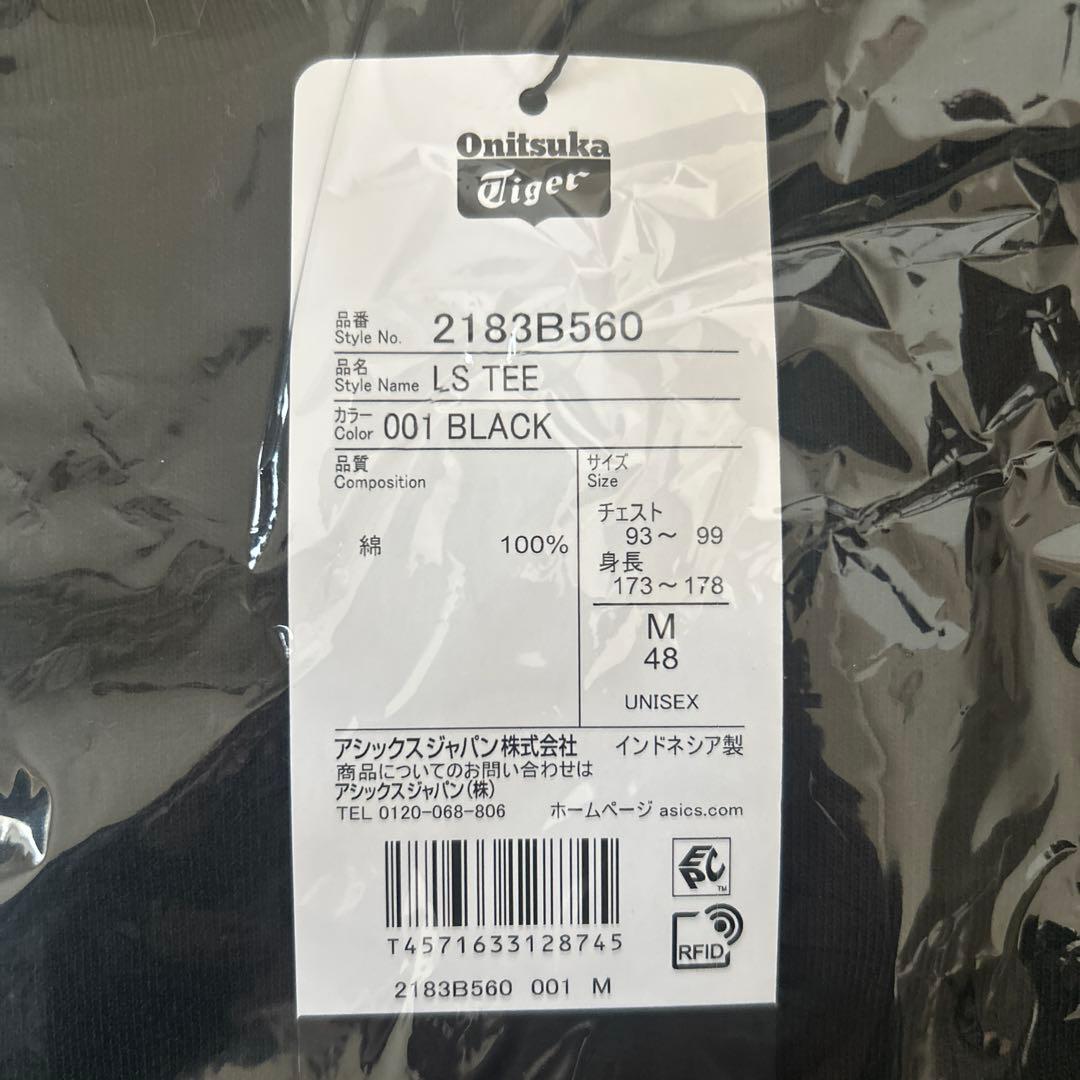 Onitsuka
Tiger
品番
Style No. 2183B560
品名
Style Name LS TEE
カラー
Color 001 BLACK
品質
Composition
綿 100%
サイズ
Size
チェスト
93～ 99
身長
173～178
M
48
UNISEX
アシックスジャパン株式会社 インドネシア製
商品についてのお問い合わせは
アシックスジャパン(株)
TEL 0120-068-806 ホームページ asics.com
EPC TM
RFID
T4571633128745
2183B560 001 M